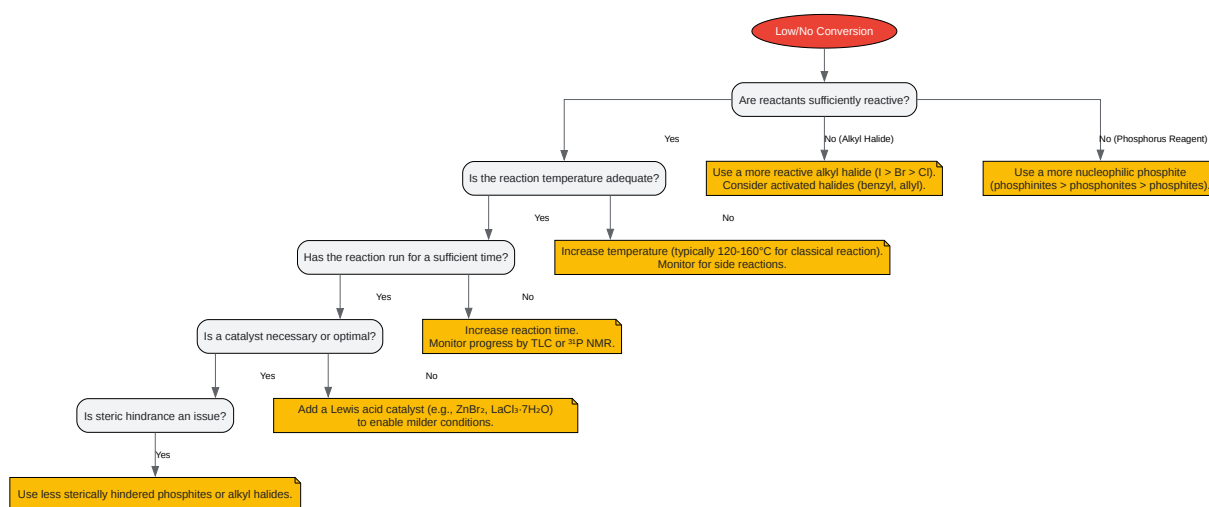 Low/No Conversion
Are reactants sufficiently reactive?
Yes
No (Alkyl Halide)
No (Phosphorus Reagent)
Is the reaction temperature adequate?
Use a more reactive alkyl halide (I > Br > Cl).
Consider activated halides (benzyl, allyl).
Use a more nucleophilic phosphite
(phosphinites > phosphonites > phosphites).
Yes
No
Has the reaction run for a sufficient time?
Increase temperature (typically 120-160°C for classical reaction).
Monitor for side reactions.
Yes
No
Is a catalyst necessary or optimal?
Increase reaction time.
Monitor progress by TLC or ³¹P NMR.
Yes
No
Is steric hindrance an issue?
Add a Lewis acid catalyst (e.g., ZnBr₂, LaCl₃·7H₂O)
to enable milder conditions.
Yes
Use less sterically hindered phosphites or alkyl halides.